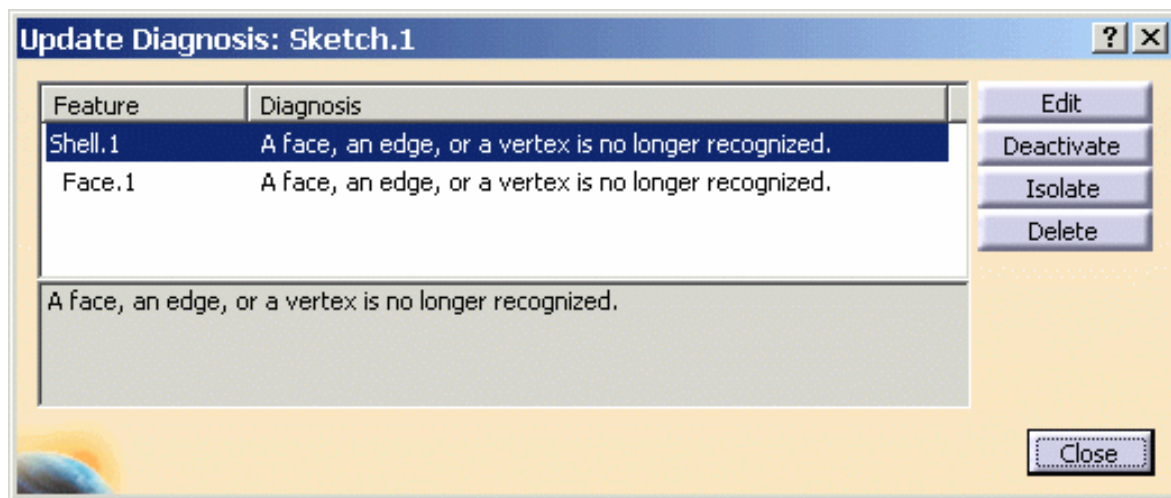 Update Diagnosis: Sketch.1
Feature Diagnosis
Shell.1 A face, an edge, or a vertex is no longer recognized.
Face.1 A face, an edge, or a vertex is no longer recognized.
A face, an edge, or a vertex is no longer recognized.
Edit
Deactivate
Isolate
Delete
Close